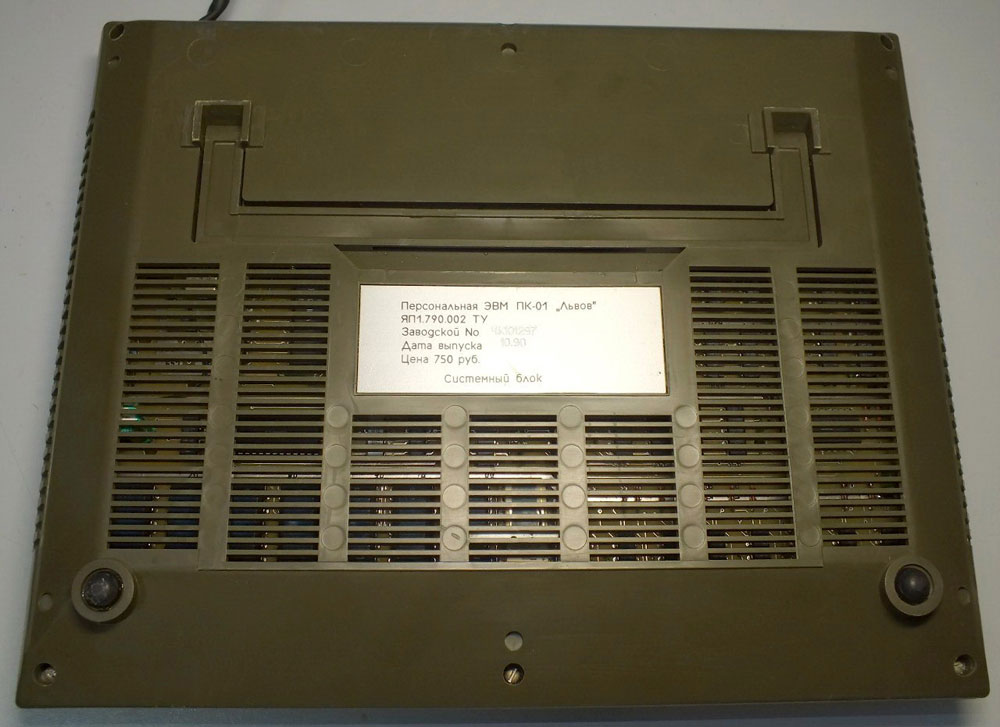 Персональная ЭВМ ПК-01 „Львов"
ЯП1.790.002 ТУ
Заводской No
Дата выпуска 10.90
Цена 750 руб.
Системный блок